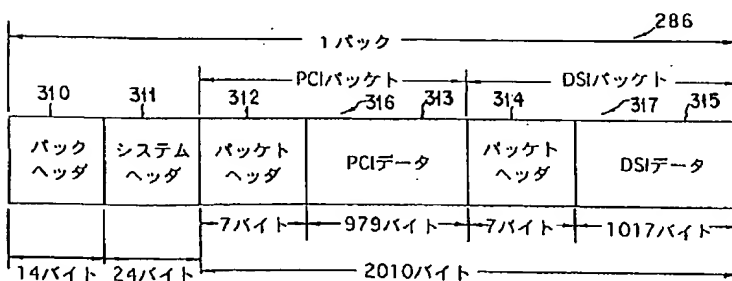 286
1パック
PCIパケット
DSIパケット
310
311
312
316
313
314
317
315
パック
ヘッダ
システム
ヘッダ
パッケト
ヘッダ
PCIデータ
パッケト
ヘッダ
DSIデータ
7バイト
979バイト
7バイト
1017バイト
14バイト
24バイト
2010バイト